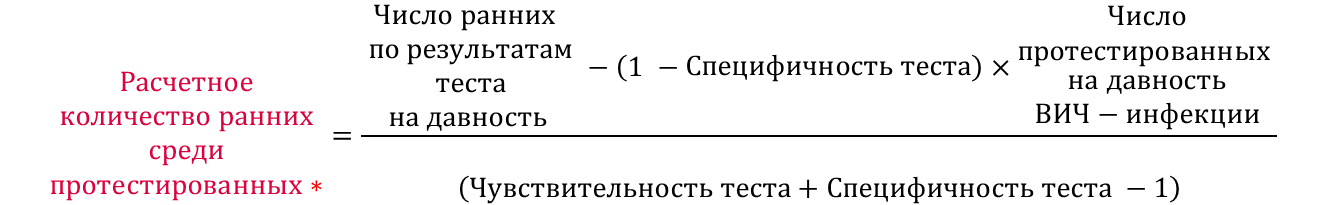 Расчетное
количество ранних
среди
протестированных *
=
Число ранних
по результатам
теста
на давность
− (1 − Специфичность теста) ×
Число
протестированных
на давность
ВИЧ − инфекции
(Чувствительность теста + Специфичность теста − 1)